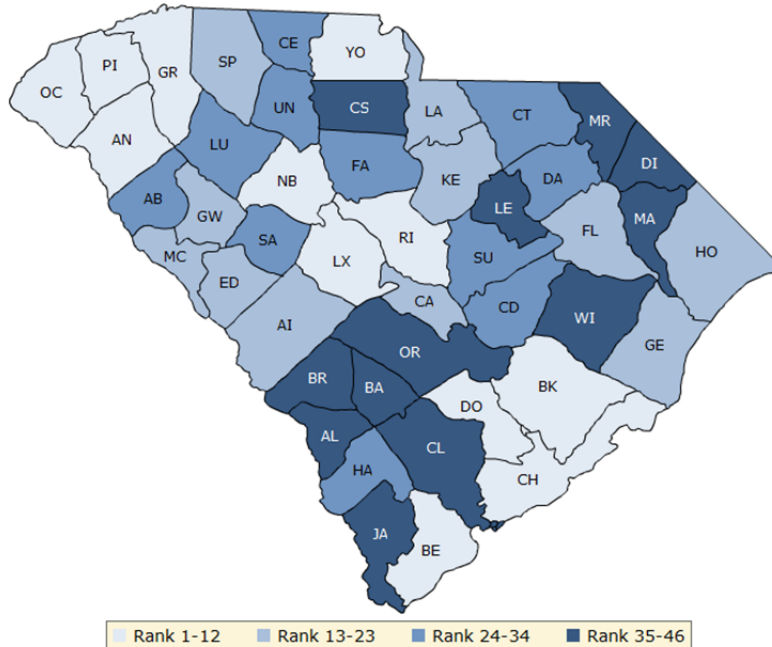 CE
YO
SP
GR
PI
OC
UN
CS
LA
CT
MR
AN
LU
DI
FA
NB
KE
DA
AB
LE
GW
MA
SA
RI
FL
HO
MC
LX
SU
ED
CA
CD
WI
AI
GE
OR
BR
BA
BK
DO
AL
CL
HA
CH
JA
BE
Rank 1-12 Rank 13-23 Rank 24-34 Rank 35-46